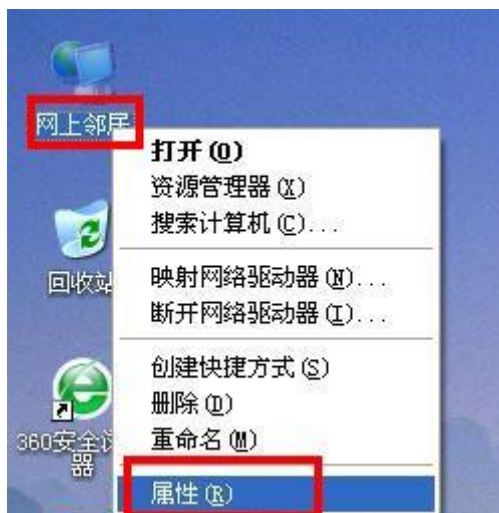 网上邻居
打开(O)
资源管理器(X)
搜索计算机(C)...
回收站
映射网络驱动器(N)...
断开网络驱动器(I)...
创建快捷方式(S)
删除(D)
重命名(M)
360安全
器
属性(R)